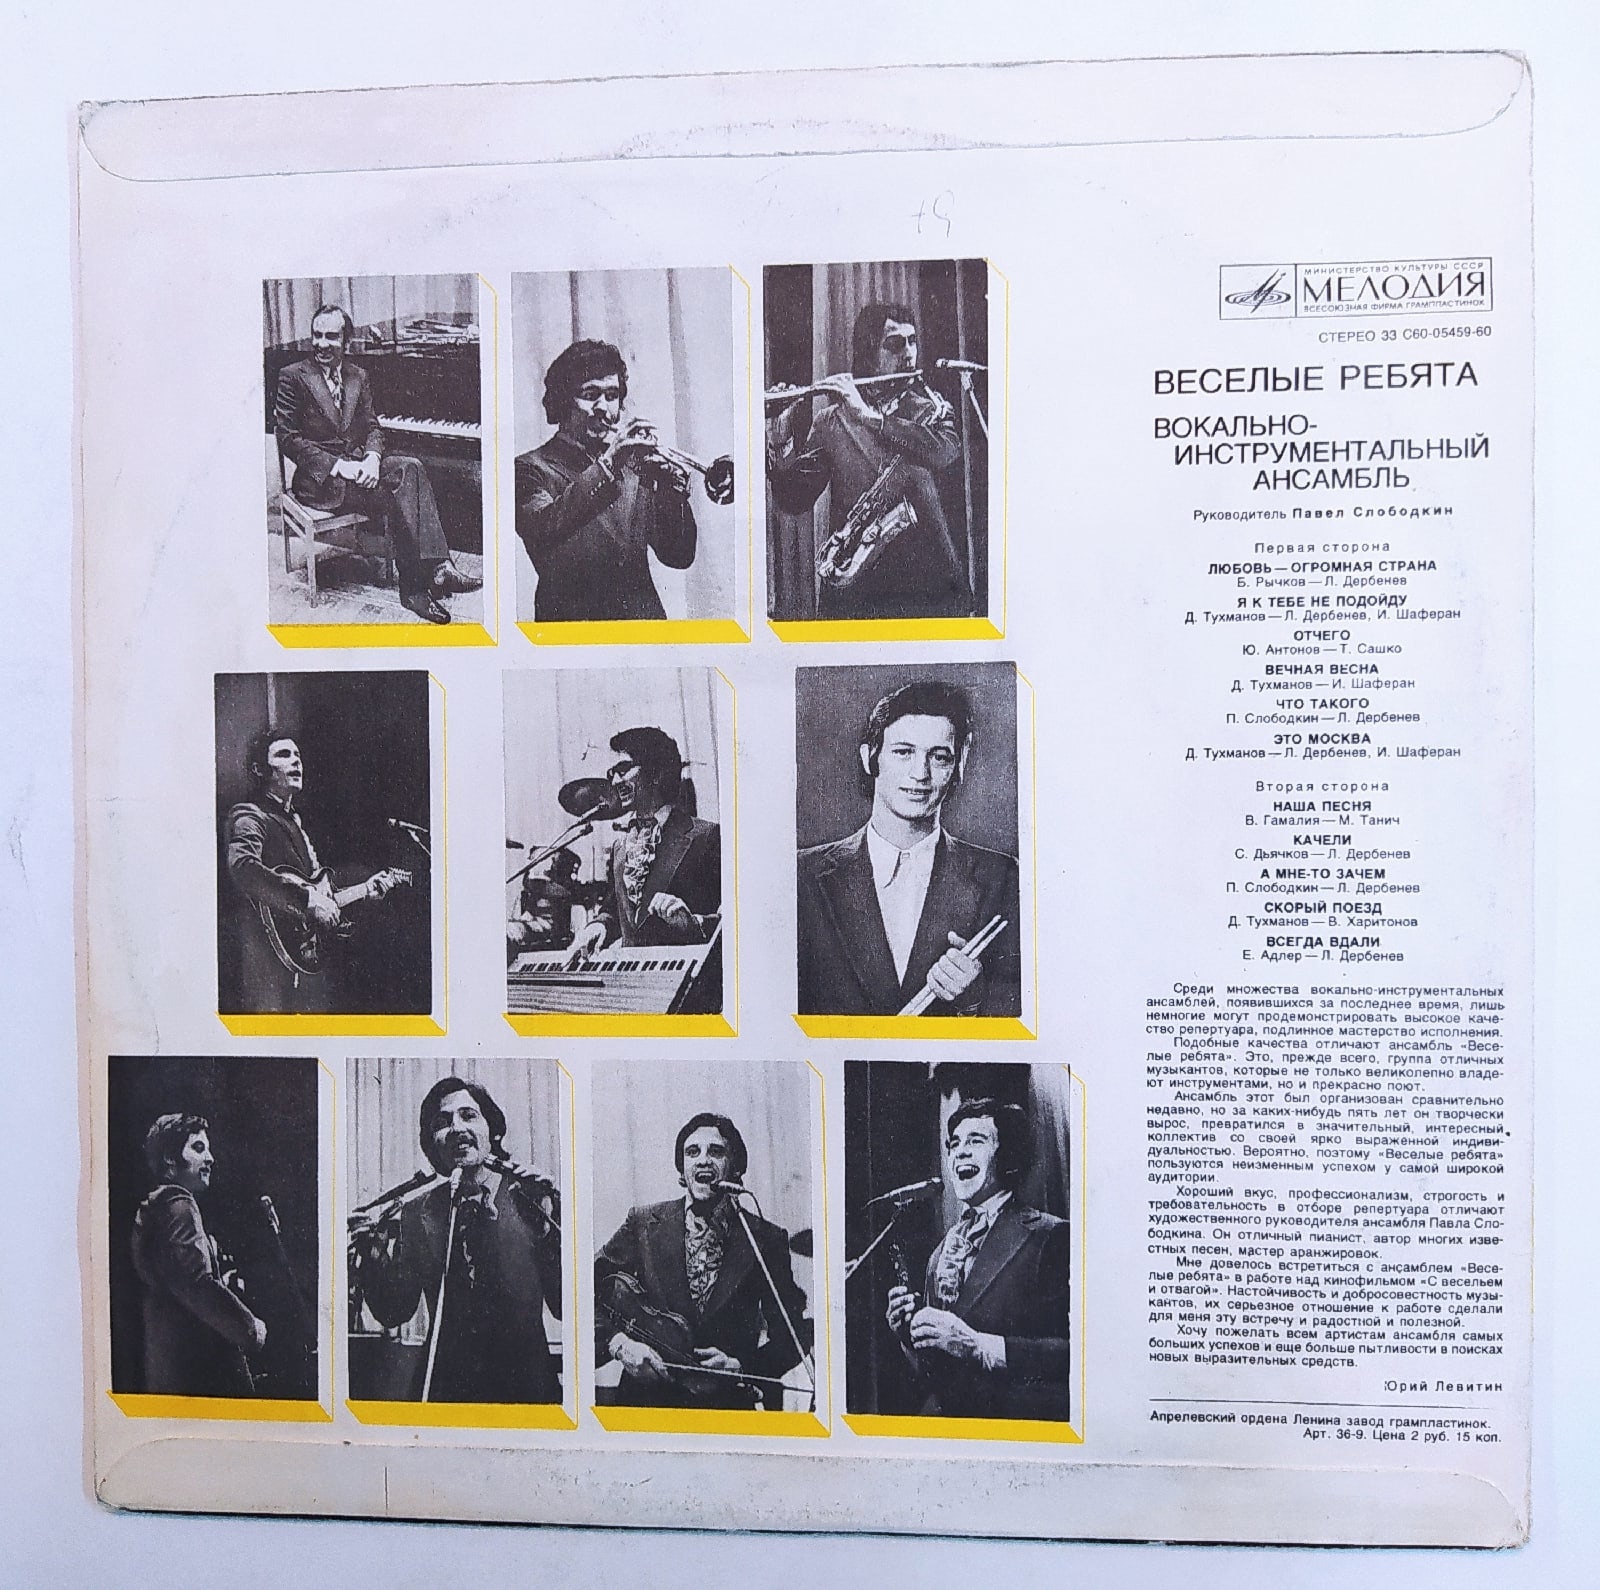 МИНИСТЕРСТВО КУЛЬТУРЫ СССР
МЕЛОДИЯ
ВСЕСОЮЗНАЯ ФИРМА ГРАМПЛАСТИНОК
СТЕРЕО 33 С60-05459-60
ВЕСЕЛЫЕ РЕБЯТА
ВОКАЛЬНО-
ИНСТРУМЕНТАЛЬНЫЙ
АНСАМБЛЬ
Руководитель Павел Слободкин
Первая сторона
ЛЮБОВЬ — ОГРОМНАЯ СТРАНА
Б. Рычков — Л. Дербенев
Я К ТЕБЕ НЕ ПОДОЙДУ
Д. Тухманов — Л. Дербенев, И. Шаферан
ОТЧЕГО
Ю. Антонов — Т. Сашко
ВЕЧНАЯ ВЕСНА
Д. Тухманов — И. Шаферан
ЧТО ТАКОГО
П. Слободкин — Л. Дербенев
ЭТО МОСКВА
Д. Тухманов — Л. Дербенев, И. Шаферан
Вторая сторона
НАША ПЕСНЯ
В. Гамалия — М. Танич
КАЧЕЛИ
С. Дьячков — Л. Дербенев
А МНЕ-ТО ЗАЧЕМ
П. Слободкин — Л. Дербенев
СКОРЫЙ ПОЕЗД
Д. Тухманов — В. Харитонов
ВСЕГДА ВДАЛИ
Е. Адлер — Л. Дербенев
Среди множества вокально-инструментальных
ансамблей, появившихся за последнее время, лишь
немногие могут продемонстрировать высокое каче-
ство репертуара, подлинное мастерство исполнения.
Подобные качества отличают ансамбль «Весе-
лые ребята». Это, прежде всего, группа отличных
музыкантов, которые не только великолепно владе-
ют инструментами, но и прекрасно поют.
Ансамбль этот был организован сравнительно
недавно, но за каких-нибудь пять лет он творчески
вырос, превратился в значительный, интересный
коллектив со своей ярко выраженной индиви-
дуальностью. Вероятно, поэтому «Веселые ребята»
пользуются неизменным успехом у самой широкой
аудитории.
Хороший вкус, профессионализм, строгость и
требовательность в отборе репертуара отличают
художественного руководителя ансамбля Павла Сло-
бодкина. Он отличный пианист, автор многих изве-
стных песен, мастер аранжировок.
Мне довелось встретиться с ансамблем «Весе-
лые ребята» в работе над кинофильмом «С весельем
и отвагой». Настойчивость и добросовестность музы-
кантов, их серьезное отношение к работе сделали
для меня эту встречу и радостной и полезной.
Хочу пожелать всем артистам ансамбля самых
больших успехов и еще больше пытливости в поисках
новых выразительных средств.
Юрий Левитин
Апрелевский ордена Ленина завод грампластинок.
Арт. 36-9. Цена 2 руб. 15 коп.